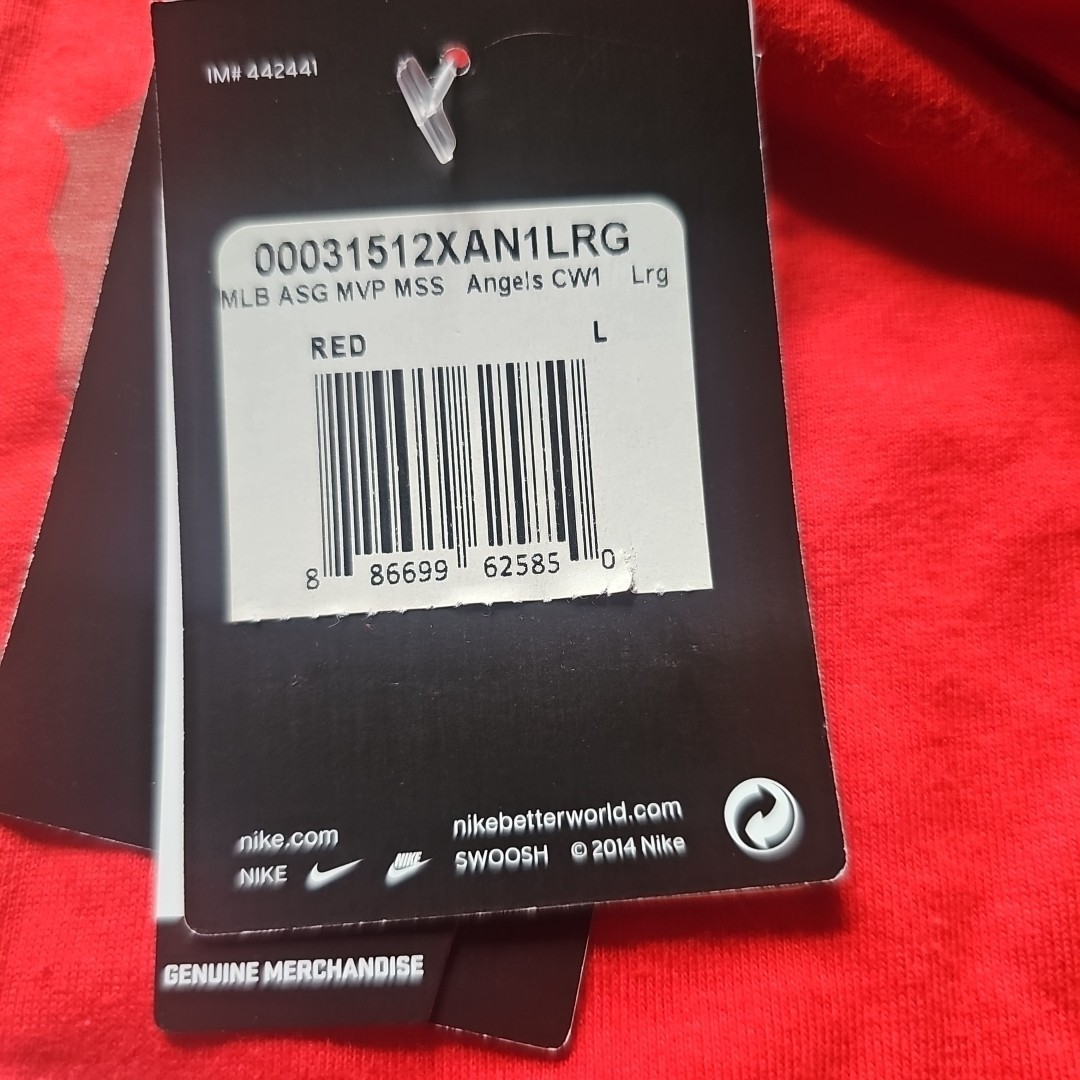 IM# 442441
00031512XAN1LRG
MLB ASG MVP MSS Angels CW1 Lrg
RED L
8 86699 62585 0
nike.com nikebetterworld.com
NIKE NIKE SWOOSH © 2014 Nike
GENUINE MERCHANDISE